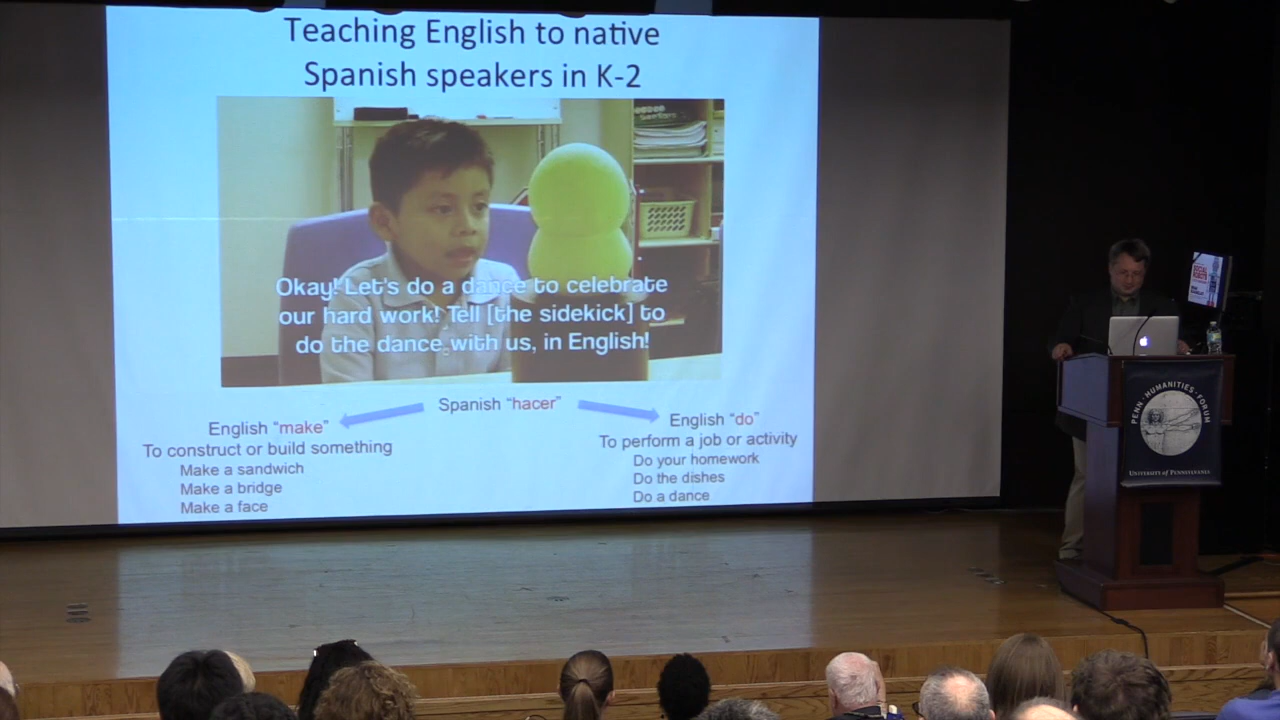 Teaching English to native
Spanish speakers in K-2
Okay! Let's do a dance to celebrate
our hard work! Tell [the sidekick] to
do the dance with us, in English!
Spanish "hacer"
English "make"
To construct or build something
Make a sandwich
Make a bridge
Make a face
English "do"
To perform a job or activity
Do your homework
Do the dishes
Do a dance
SOCIAL
ROBOTS
PENN · HUMANITIES · FORUM
UNIVERSITY of PENNSYLVANIA